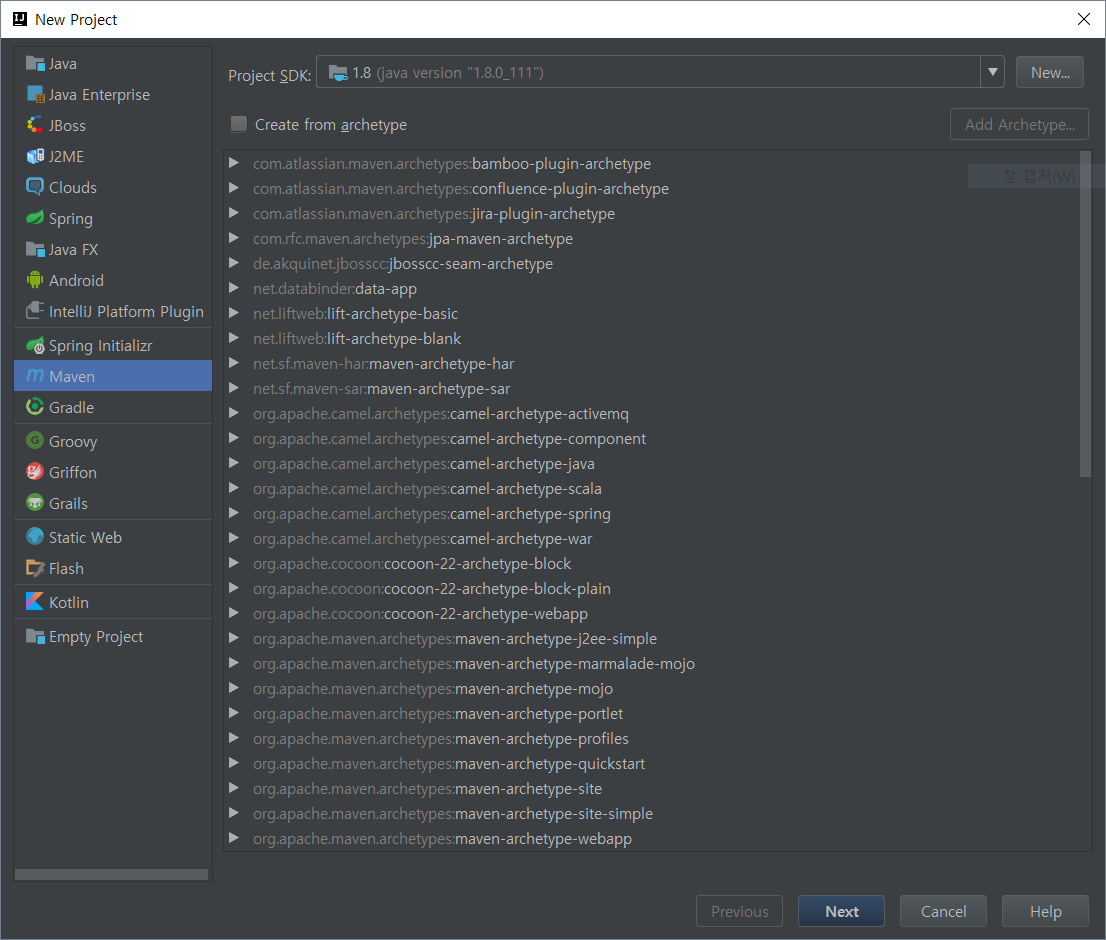 New Project
Java
Java Enterprise
JBoss
J2ME
Clouds
Spring
Java FX
Android
IntelliJ Platform Plugin
Spring Initializr
Maven
Gradle
Groovy
Griffon
Grails
Static Web
Flash
Kotlin
Empty Project
Project SDK: 1.8 (java version "1.8.0_111") New...
Create from archetype Add Archetype...
com.atlassian.maven.archetypes:bamboo-plugin-archetype
창 캡처(W)
com.atlassian.maven.archetypes:confluence-plugin-archetype
com.atlassian.maven.archetypes:jira-plugin-archetype
com.rfc.maven.archetypes:jpa-maven-archetype
de.akquinet.jbosscc:jbosscc-seam-archetype
net.databinder:data-app
net.liftweb:lift-archetype-basic
net.liftweb:lift-archetype-blank
net.sf.maven-har:maven-archetype-har
net.sf.maven-sar:maven-archetype-sar
org.apache.camel.archetypes:camel-archetype-activemq
org.apache.camel.archetypes:camel-archetype-component
org.apache.camel.archetypes:camel-archetype-java
org.apache.camel.archetypes:camel-archetype-scala
org.apache.camel.archetypes:camel-archetype-spring
org.apache.camel.archetypes:camel-archetype-war
org.apache.cocoon:cocoon-22-archetype-block
org.apache.cocoon:cocoon-22-archetype-block-plain
org.apache.cocoon:cocoon-22-archetype-webapp
org.apache.maven.archetypes:maven-archetype-j2ee-simple
org.apache.maven.archetypes:maven-archetype-marmalade-mojo
org.apache.maven.archetypes:maven-archetype-mojo
org.apache.maven.archetypes:maven-archetype-portlet
org.apache.maven.archetypes:maven-archetype-profiles
org.apache.maven.archetypes:maven-archetype-quickstart
org.apache.maven.archetypes:maven-archetype-site
org.apache.maven.archetypes:maven-archetype-site-simple
org.apache.maven.archetypes:maven-archetype-webapp
Previous Next Cancel Help